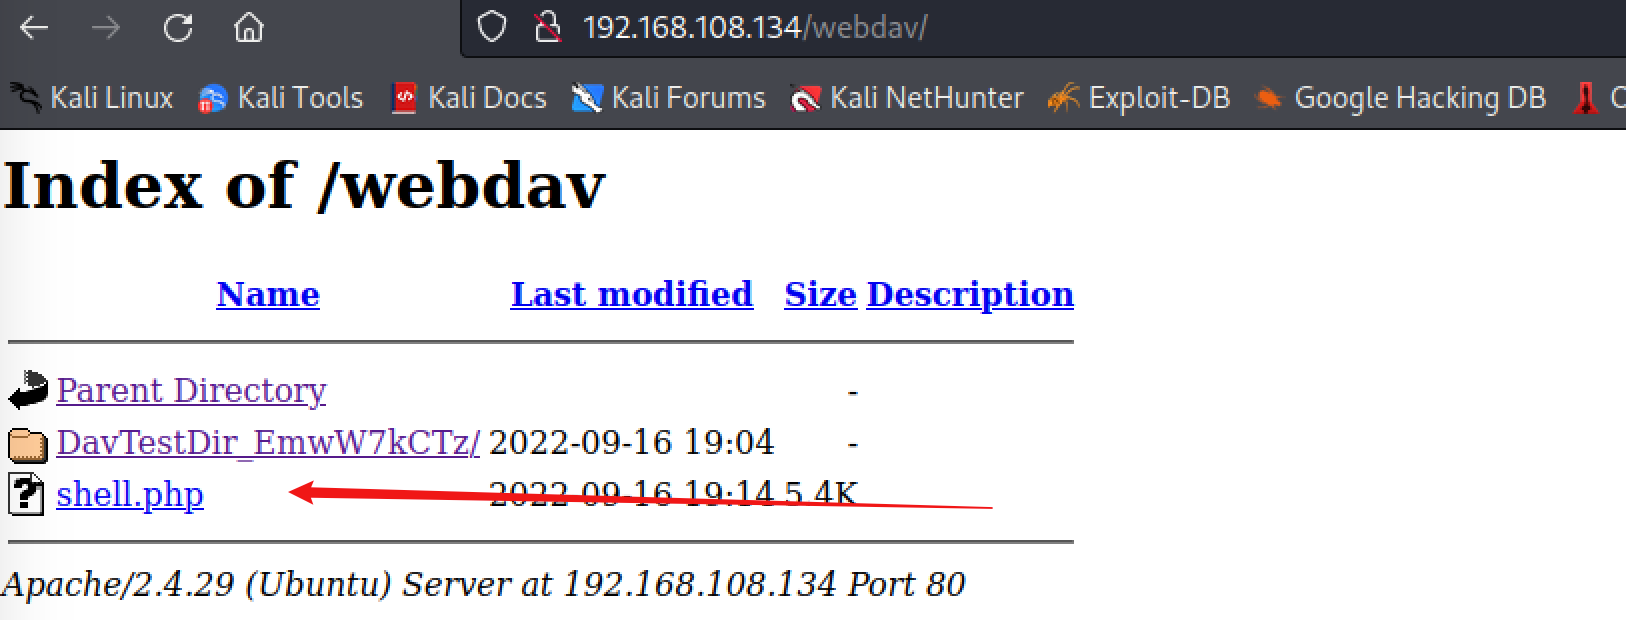 192.168.108.134/webdav/
Kali Linux Kali Tools Kali Docs Kali Forums Kali NetHunter Exploit-DB Google Hacking DB
Index of /webdav
Name Last modified Size Description
Parent Directory -
DavTestDir_EmwW7kCTz/ 2022-09-16 19:04 -
shell.php 2022-09-16 19:14 5.4K
Apache/2.4.29 (Ubuntu) Server at 192.168.108.134 Port 80